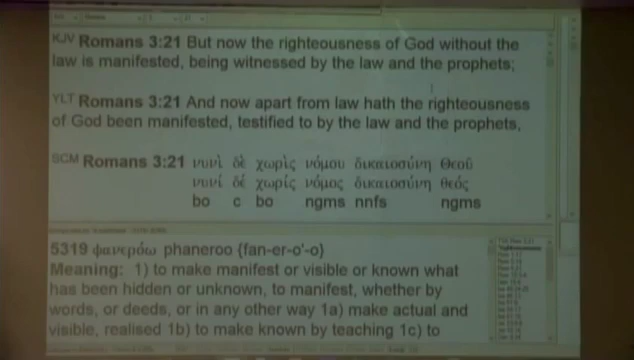 KJV Romans 3:21 But now the righteousness of God without the
law is manifested, being witnessed by the law and the prophets;
YLT Romans 3:21 And now apart from law hath the righteousness
of God been manifested, testified to by the law and the prophets,
SCM Romans 3:21 νυνὶ δὲ χωρὶς νόμου δικαιοσύνη Θεοῦ
νυνί δέ χωρίς νόμος δικαιοσύνη θεός
bo c bo ngms nnfs ngms
5319 φανερόω phaneroo {fan-er-o'-o}
Meaning: 1) to make manifest or visible or known what
has been hidden or unknown, to manifest, whether by
words, or deeds, or in any other way 1a) make actual and
visible, realised 1b) to make known by teaching 1c) to